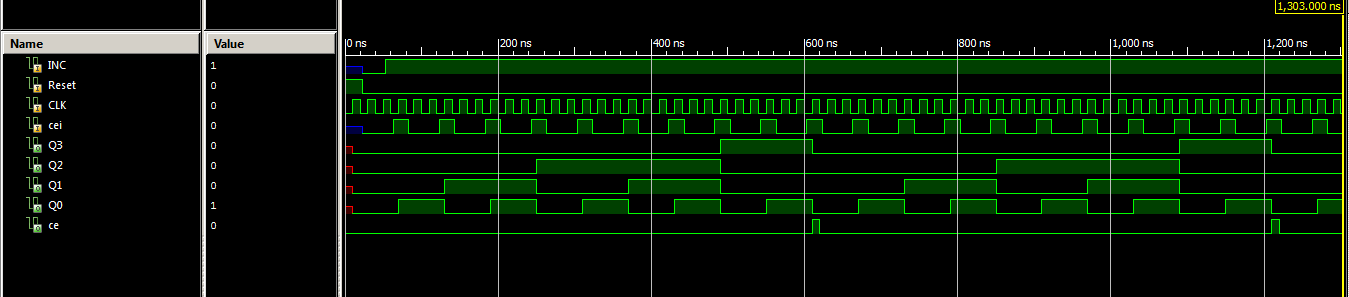 1,303.000 ns
Name Value
0 ns 200 ns 400 ns 600 ns 800 ns 1,000 ns 1,200 ns
INC 1
Reset 0
CLK 0
cei 0
Q3 0
Q2 0
Q1 0
Q0 1
ce 0